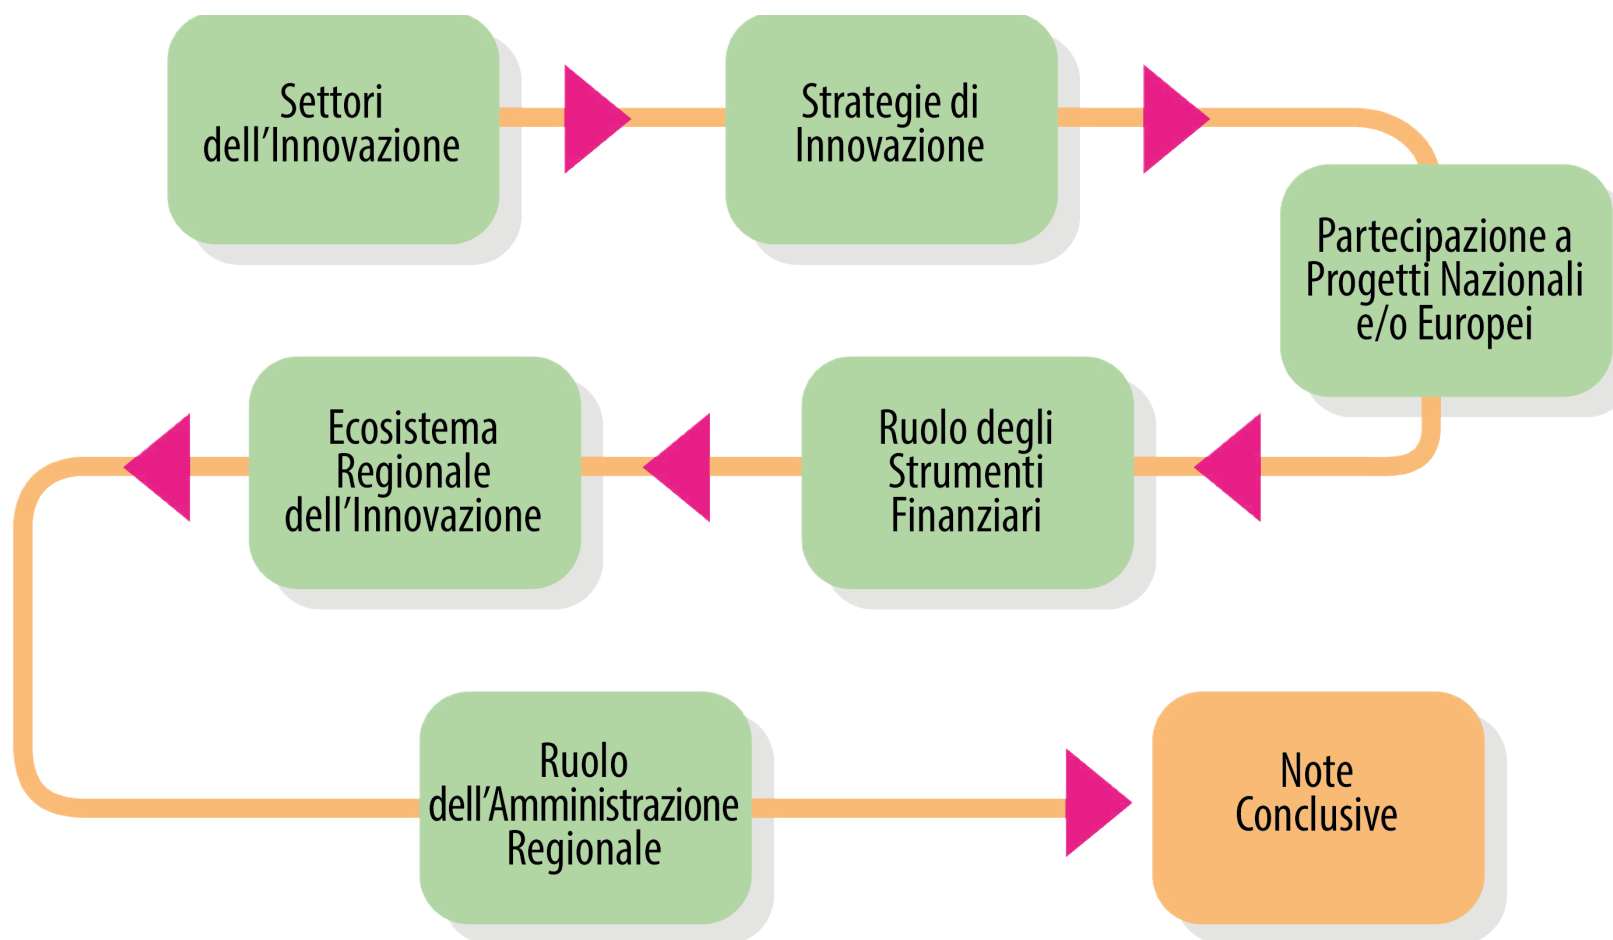 Settori
dell’Innovazione
Strategie di
Innovazione
Partecipazione a
Progetti Nazionali
e/o Europei
Ruolo degli
Strumenti
Finanziari
Ecosistema
Regionale
dell’Innovazione
Ruolo
dell’Amministrazione
Regionale
Note
Conclusive